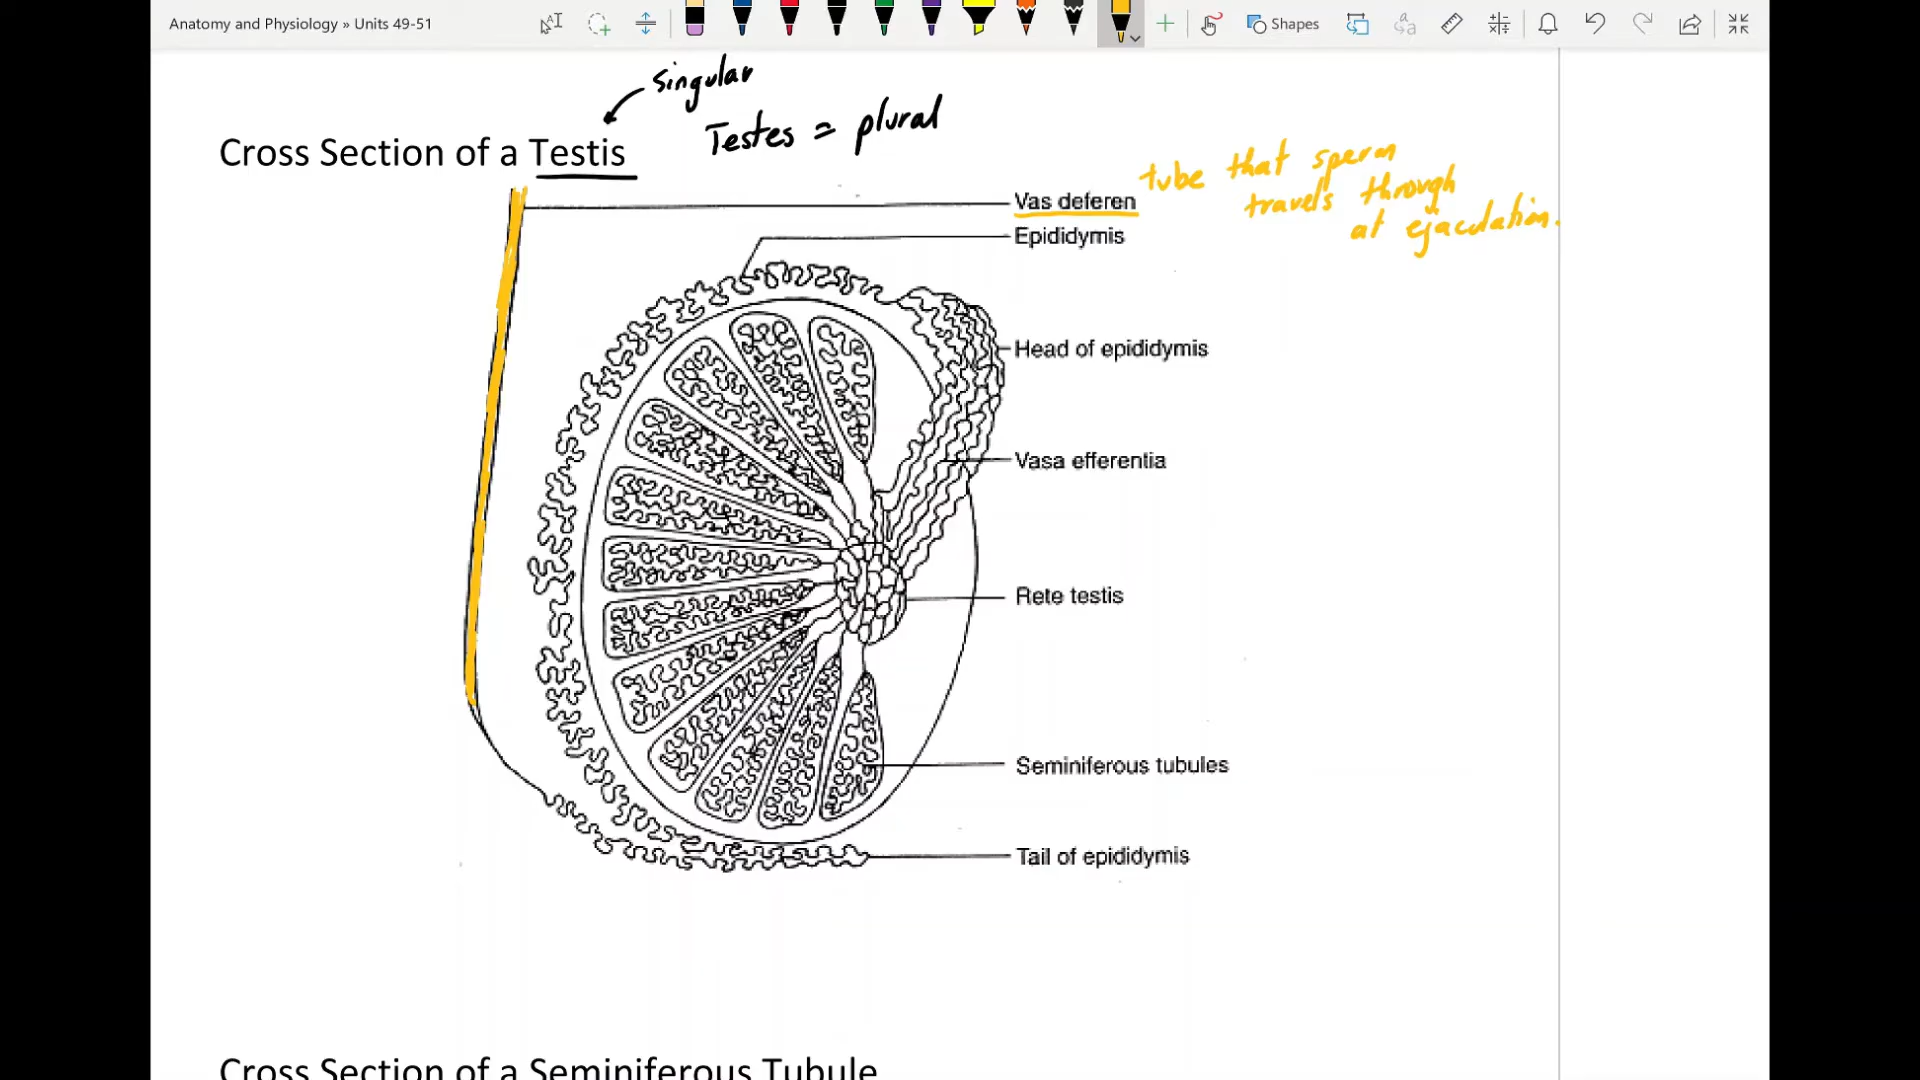 Anatomy and Physiology » Units 49-51
Shapes
singular
Testes = plural
Cross Section of a Testis
tube that sperm
travels through
at ejaculation.
Vas deferen
Epididymis
Head of epididymis
Vasa efferentia
Rete testis
Seminiferous tubules
Tail of epididymis
Cross Section of a Seminiferous Tubule